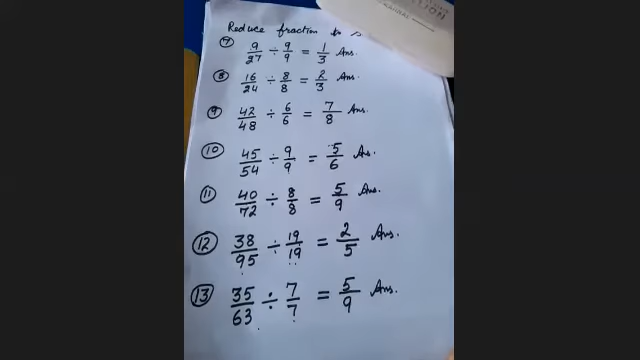 Reduce fraction to
7 9/27 ÷ 9/9 = 1/3 Ans.
8 16/24 ÷ 8/8 = 2/3 Ans.
9 42/48 ÷ 6/6 = 7/8 Ans.
10 45/54 ÷ 9/9 = 5/6 Ans.
11 40/72 ÷ 8/8 = 5/9 Ans.
12 38/95 ÷ 19/19 = 2/5 Ans.
13 35/63 ÷ 7/7 = 5/9 Ans.